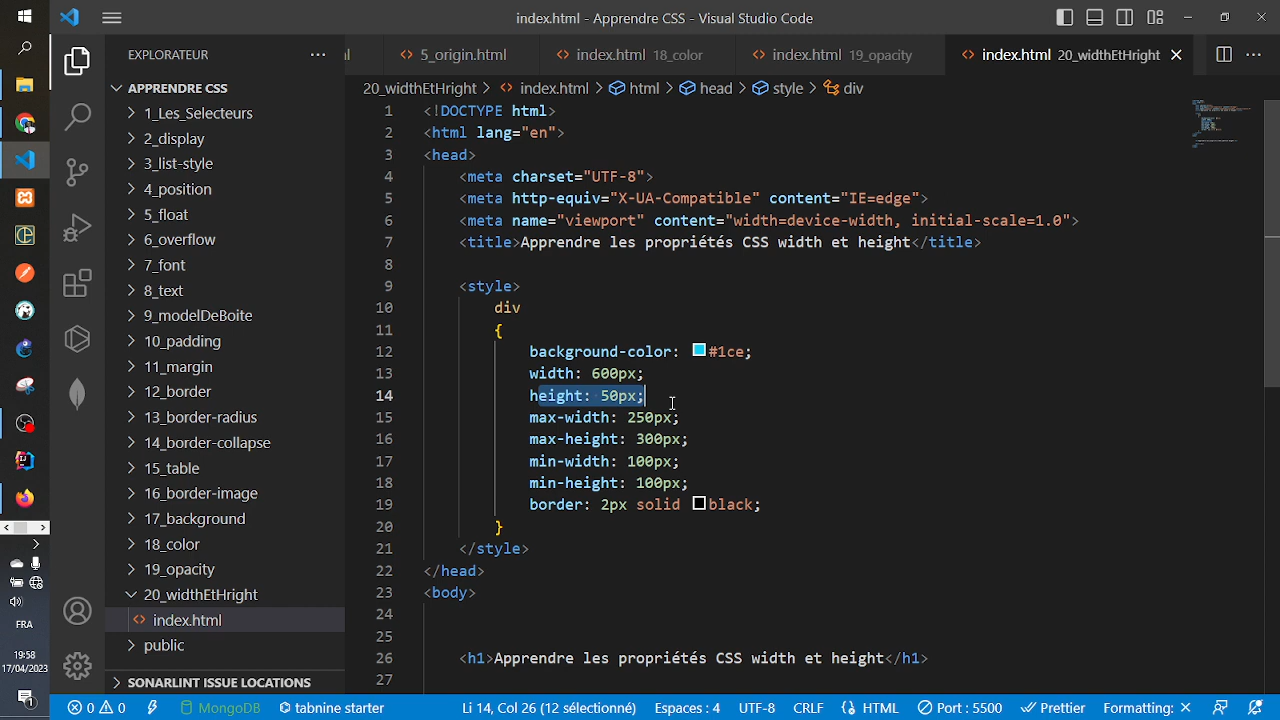 index.html - Apprendre CSS - Visual Studio Code
EXPLORATEUR
5_origin.html
index.html 18_color
index.html 19_opacity
index.html 20_widthEtHright
20_widthEtHright > index.html > html > head > style > div
APPRENDRE CSS
1_Les_Selecteurs
2_display
3_list-style
4_position
5_float
6_overflow
7_font
8_text
9_modelDeBoite
10_padding
11_margin
12_border
13_border-radius
14_border-collapse
15_table
16_border-image
17_background
18_color
19_opacity
20_widthEtHright
index.html
public
SONARLINT ISSUE LOCATIONS
1 <!DOCTYPE html>
2 <html lang="en">
3 <head>
4 <meta charset="UTF-8">
5 <meta http-equiv="X-UA-Compatible" content="IE=edge">
6 <meta name="viewport" content="width=device-width, initial-scale=1.0">
7 <title>Apprendre les propriétés CSS width et height</title>
8
9 <style>
10 div
11 {
12 background-color: #1ce;
13 width: 600px;
14 height: 50px;
15 max-width: 250px;
16 max-height: 300px;
17 min-width: 100px;
18 min-height: 100px;
19 border: 2px solid black;
20 }
21 </style>
22 </head>
23 <body>
24
25
26 <h1>Apprendre les propriétés CSS width et height</h1>
27
FRA
19:58
17/04/2023
0 0 MongoDB tabnine starter Li 14, Col 26 (12 sélectionné) Espaces : 4 UTF-8 CRLF HTML Port : 5500 Prettier Formatting: ✕